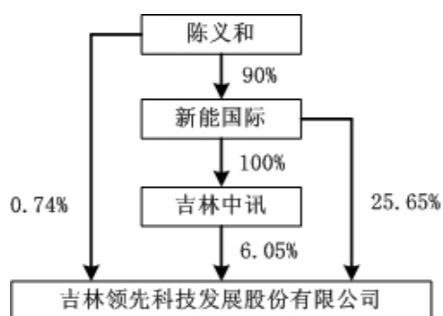 陈义和
90%
新能国际
100%
0.74%
吉林中讯
25.65%
6.05%
吉林领先科技发展股份有限公司